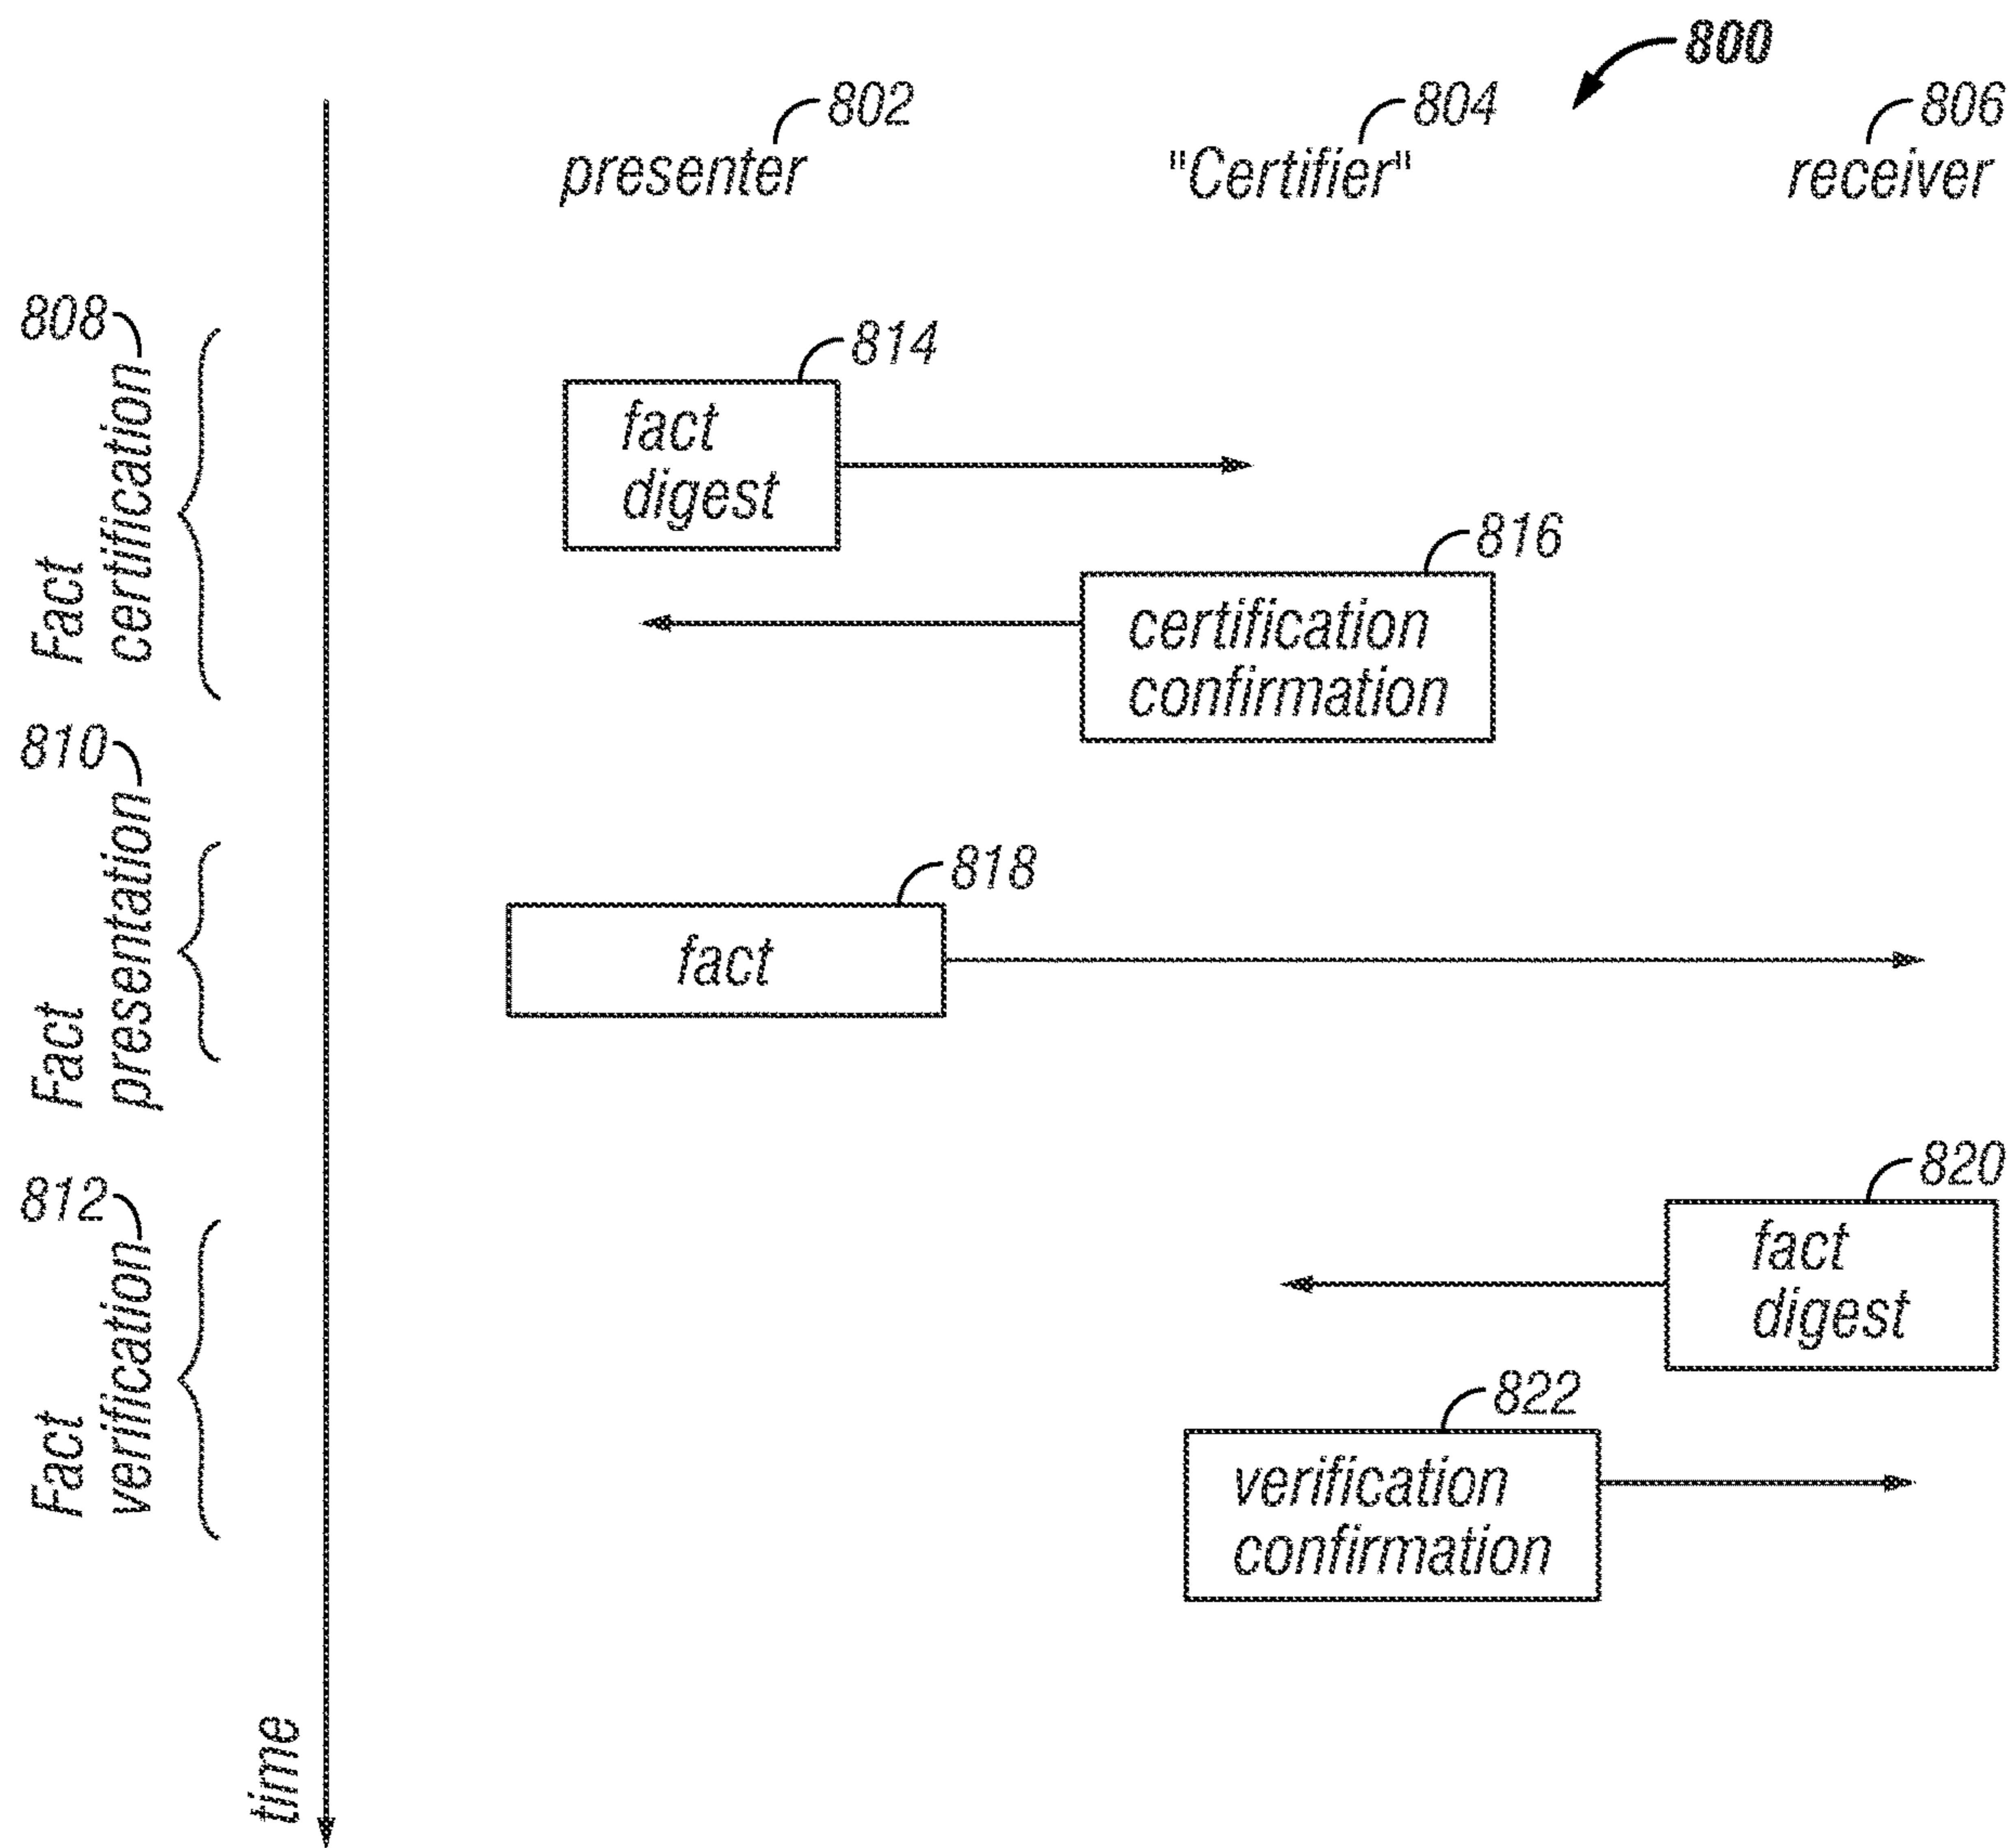 800
802
804
806
presenter
"Certifier"
receiver
808
Fact
certification
814
fact
digest
816
certification
confirmation
810
Fact
presentation
818
fact
812
Fact
verification
820
fact
digest
822
verification
confirmation
time